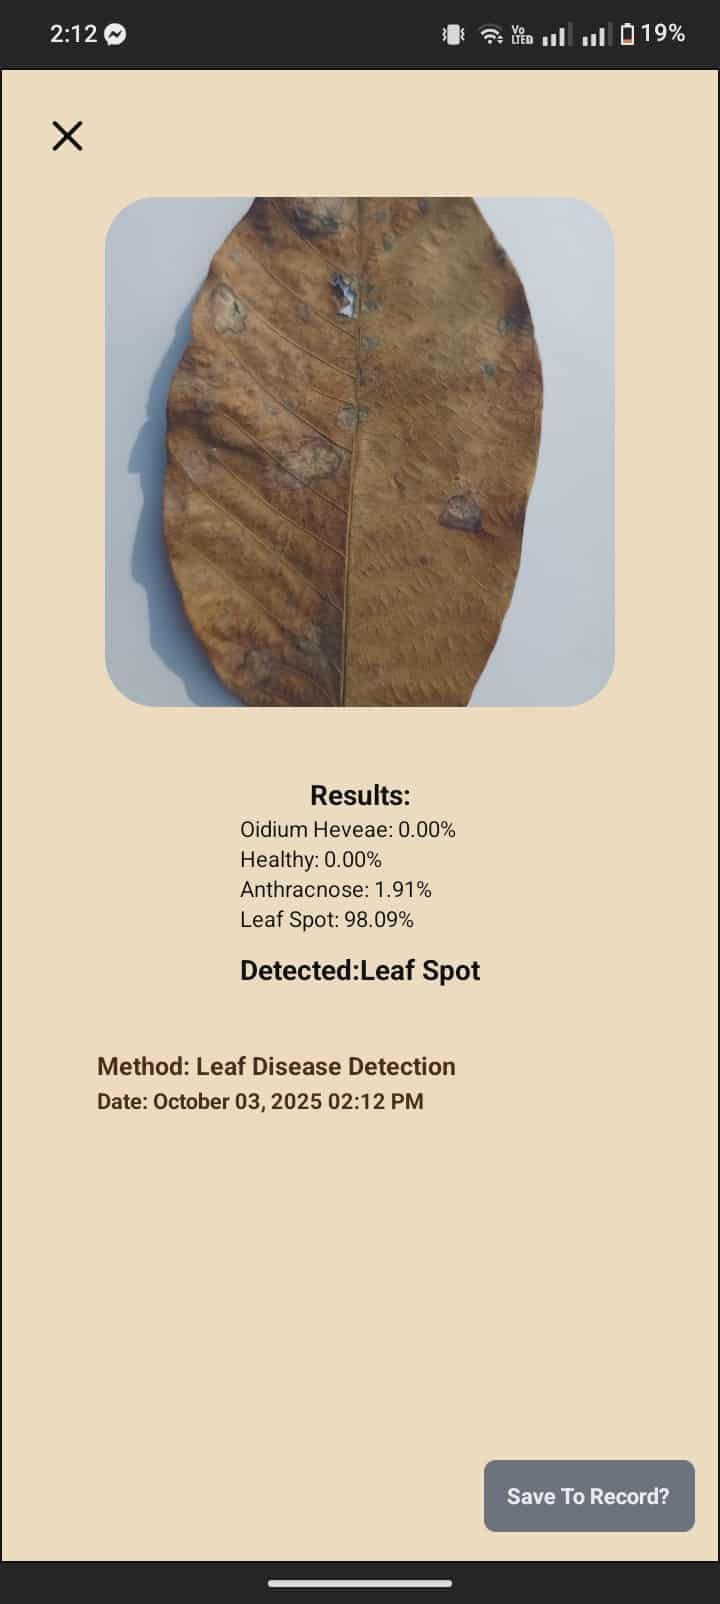 2:12
Vo LTED
19%
Results:
Oidium Heveae: 0.00%
Healthy: 0.00%
Anthracnose: 1.91%
Leaf Spot: 98.09%
Detected:Leaf Spot
Method: Leaf Disease Detection
Date: October 03, 2025 02:12 PM
Save To Record?